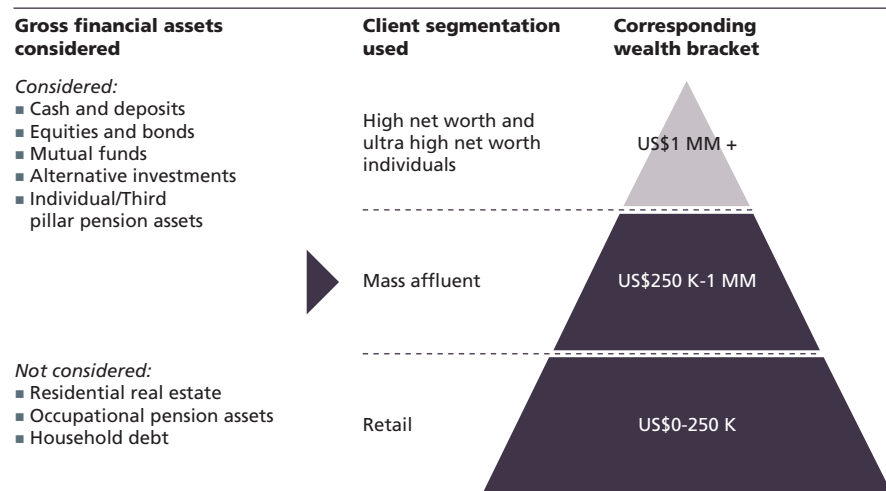 Gross financial assets
considered
Considered:
■ Cash and deposits
■ Equities and bonds
■ Mutual funds
■ Alternative investments
■ Individual/Third
pillar pension assets
Not considered:
■ Residential real estate
■ Occupational pension assets
■ Household debt
Client segmentation
used
High net worth and
ultra high net worth
individuals
Mass affluent
Retail
Corresponding
wealth bracket
US$1 MM +
US$250 K-1 MM
US$0-250 K